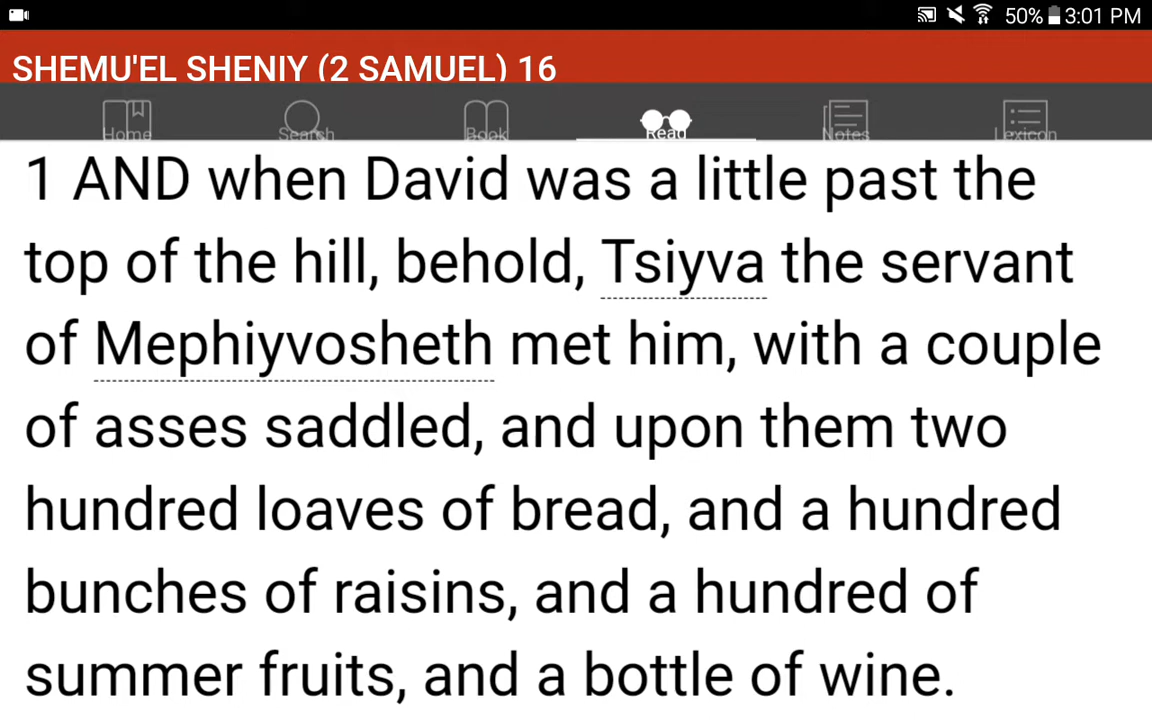 50% 3:01 PM
SHEMU'EL SHENIY (2 SAMUEL) 16
Home Search Book Read Notes Lexicon
1 AND when David was a little past the
top of the hill, behold, Tsiyva the servant
of Mephiyvosheth met him, with a couple
of asses saddled, and upon them two
hundred loaves of bread, and a hundred
bunches of raisins, and a hundred of
summer fruits, and a bottle of wine.